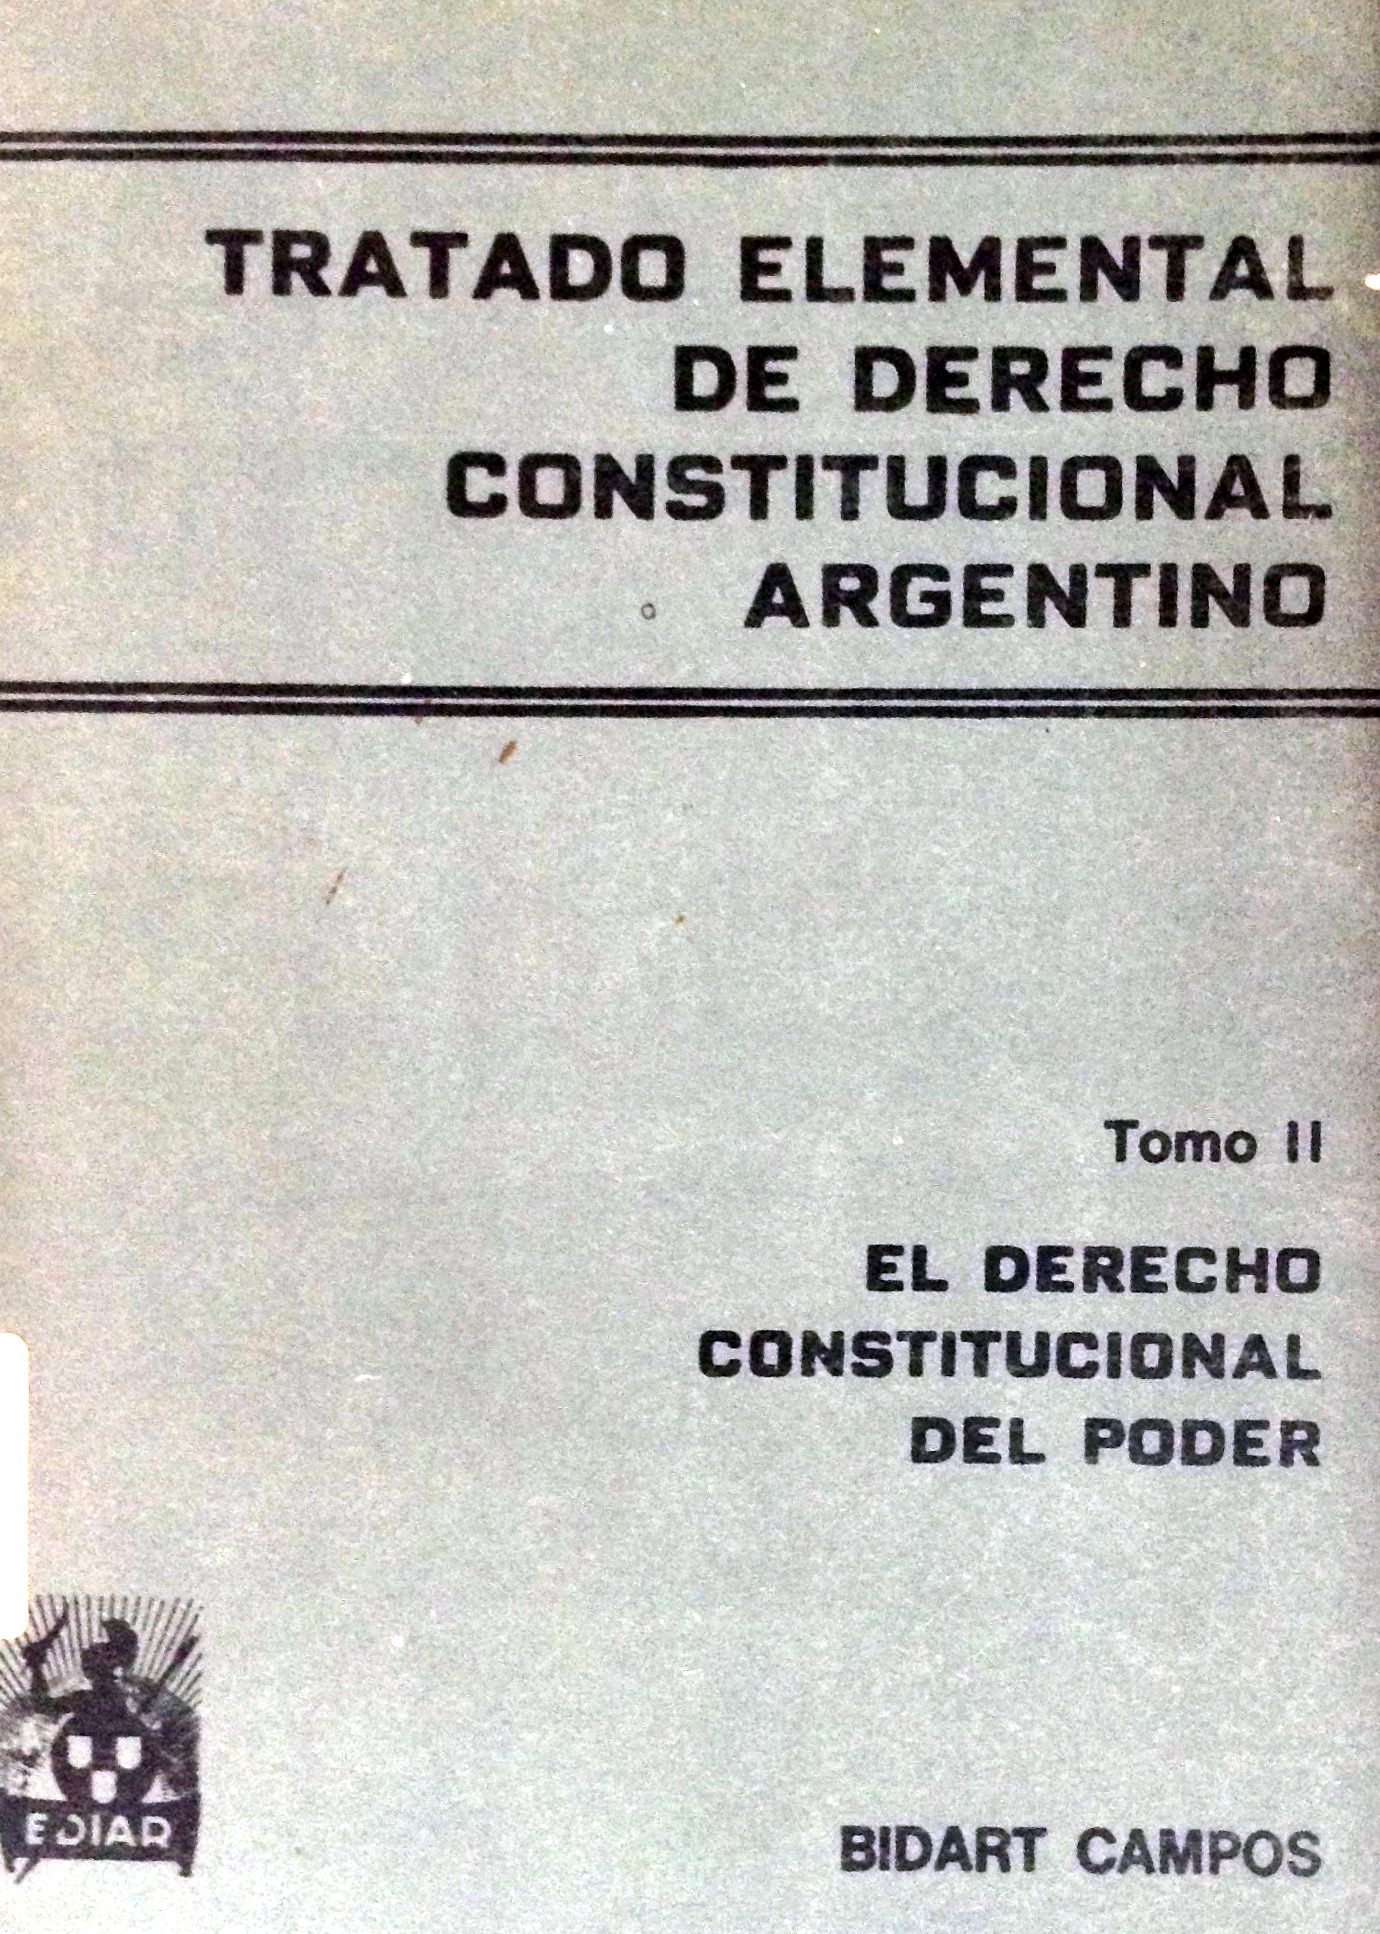 TRATADO ELEMENTAL
DE DERECHO
CONSTITUCIONAL
ARGENTINO
Tomo II
EL DERECHO
CONSTITUCIONAL
DEL PODER
EDIAR
BIDART CAMPOS